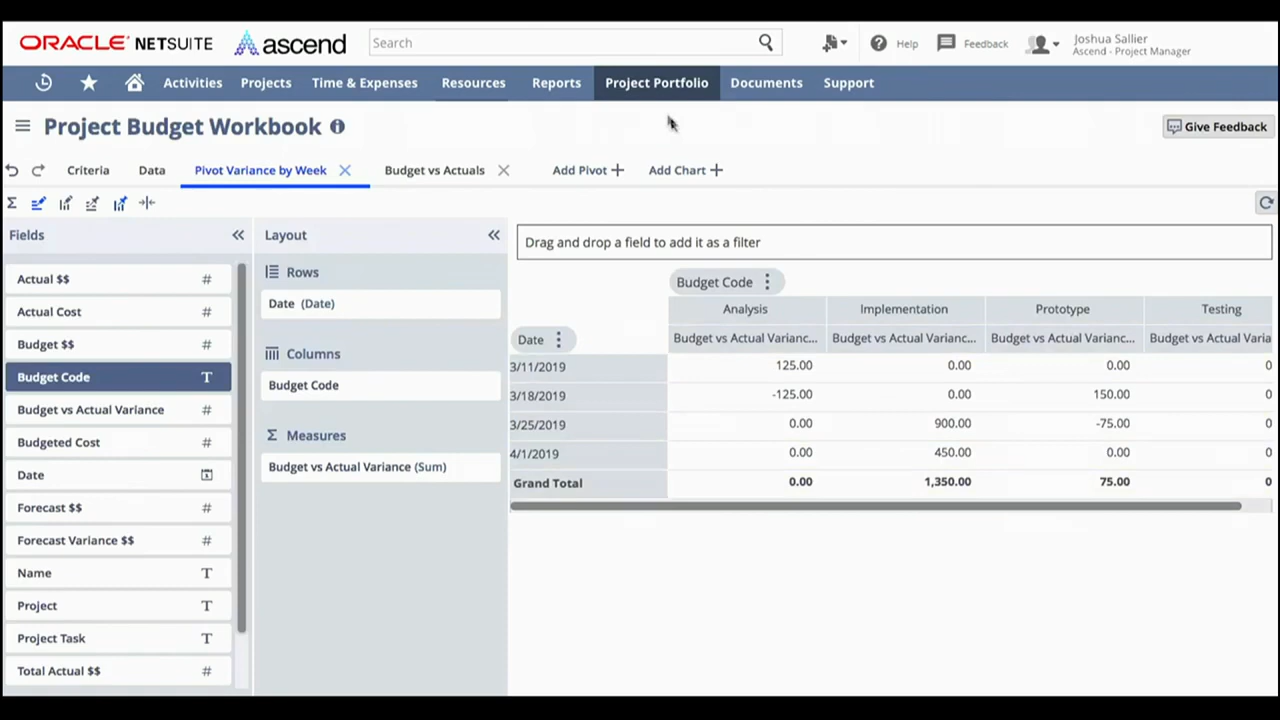 ORACLE NETSUITE ascend Search Help Feedback Joshua Sallier
Ascend - Project Manager
Activities Projects Time & Expenses Resources Reports Project Portfolio Documents Support
Project Budget Workbook Give Feedback
Criteria Data Pivot Variance by Week Budget vs Actuals Add Pivot Add Chart
Fields Layout Drag and drop a field to add it as a filter
Actual $$ #
Actual Cost #
Budget $$ #
Budget Code T
Budget vs Actual Variance #
Budgeted Cost #
Date
Forecast $$ #
Forecast Variance $$ #
Name T
Project T
Project Task T
Total Actual $$ #
Rows
Date (Date)
Columns
Budget Code
Σ Measures
Budget vs Actual Variance (Sum)
Budget Code
Analysis Implementation Prototype Testing
Date Budget vs Actual Varianc... Budget vs Actual Varianc... Budget vs Actual Varianc... Budget vs Actual Varia
3/11/2019 125.00 0.00 0.00 0
3/18/2019 -125.00 0.00 150.00 0
3/25/2019 0.00 900.00 -75.00 0
4/1/2019 0.00 450.00 0.00 0
Grand Total 0.00 1,350.00 75.00 0